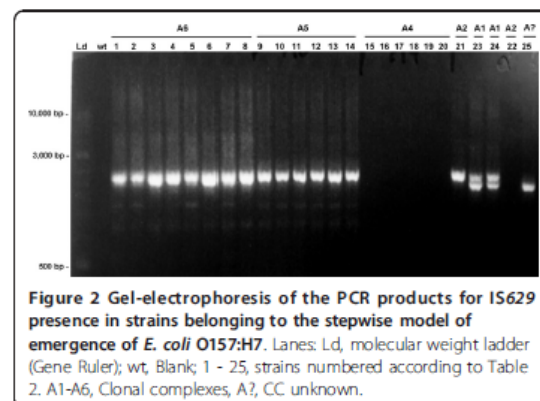 A6 A5 A4 A2 A1 A1 A2 A?
Ld wt 1 2 3 4 5 6 7 8 9 10 11 12 13 14 15 16 17 18 19 20 21 23 24 22 25
10,000 bp -
3,000 bp -
500 bp -
Figure 2 Gel-electrophoresis of the PCR products for IS629
presence in strains belonging to the stepwise model of
emergence of E. coli O157:H7. Lanes: Ld, molecular weight ladder
(Gene Ruler); wt, Blank; 1 - 25, strains numbered according to Table
2. A1-A6, Clonal complexes, A?, CC unknown.